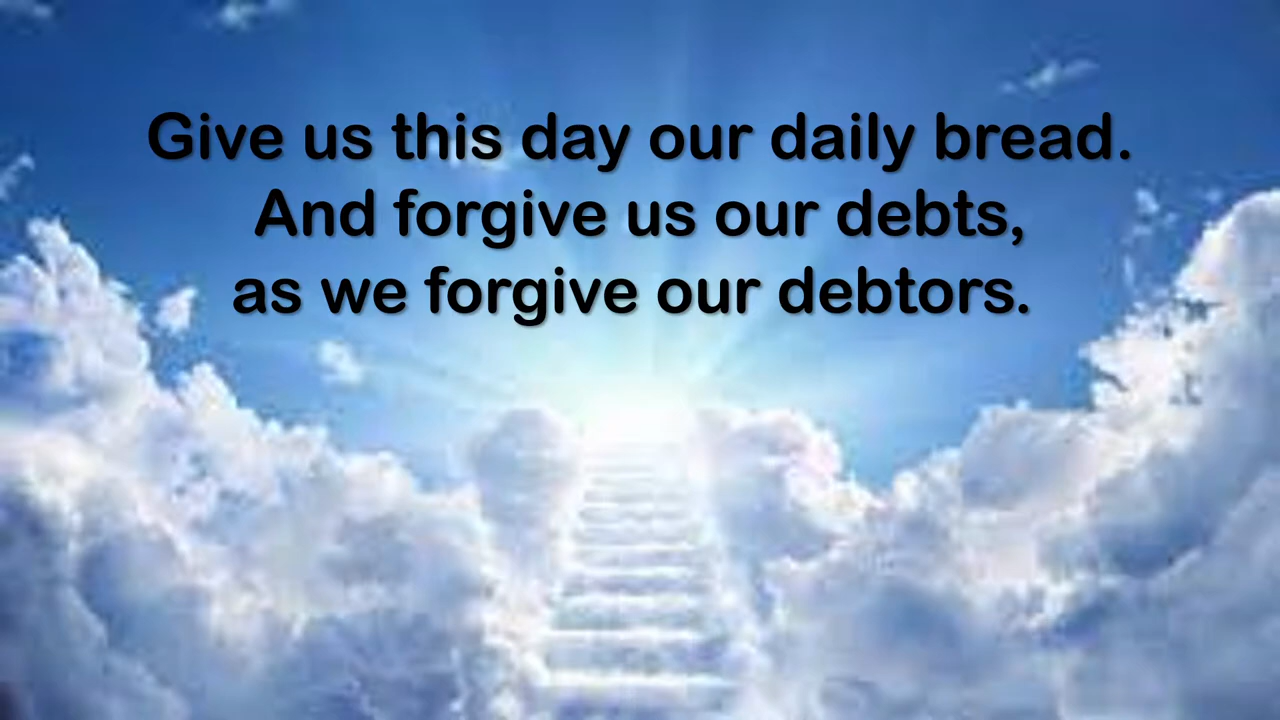 Give us this day our daily bread.
And forgive us our debts,
as we forgive our debtors.